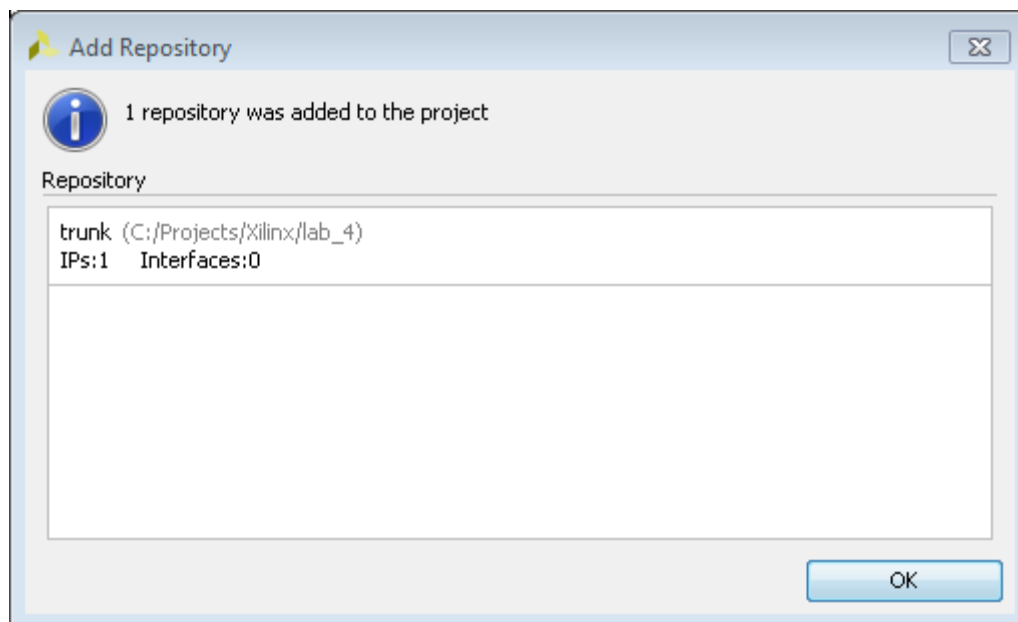 Add Repository
1 repository was added to the project
Repository
trunk (C:/Projects/Xilinx/lab_4)
IPs:1 Interfaces:0
OK